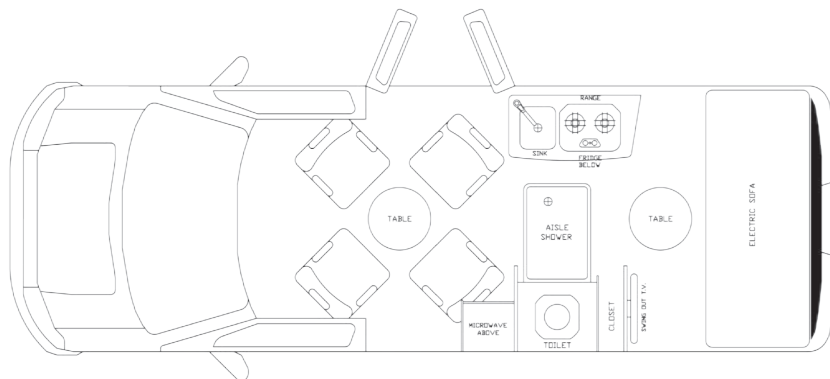 RANGE
SINK
FRIDGE
BELOW
TABLE
AISLE
SHOWER
TABLE
ELECTRIC SOFA
MICROWAVE
ABOVE
TOILET
CLOSET
SWING OUT T.V.